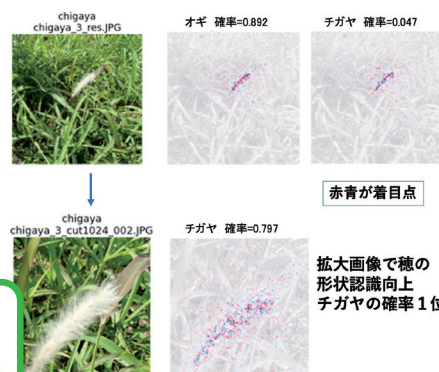 chigaya
chigaya_3_res.JPG
オギ 確率=0.892
チガヤ 確率=0.047
赤青が着目点
chigaya
chigaya_3_cut1024_002.JPG
チガヤ 確率=0.797
拡大画像で穂の
形状認識向上
チガヤの確率1位